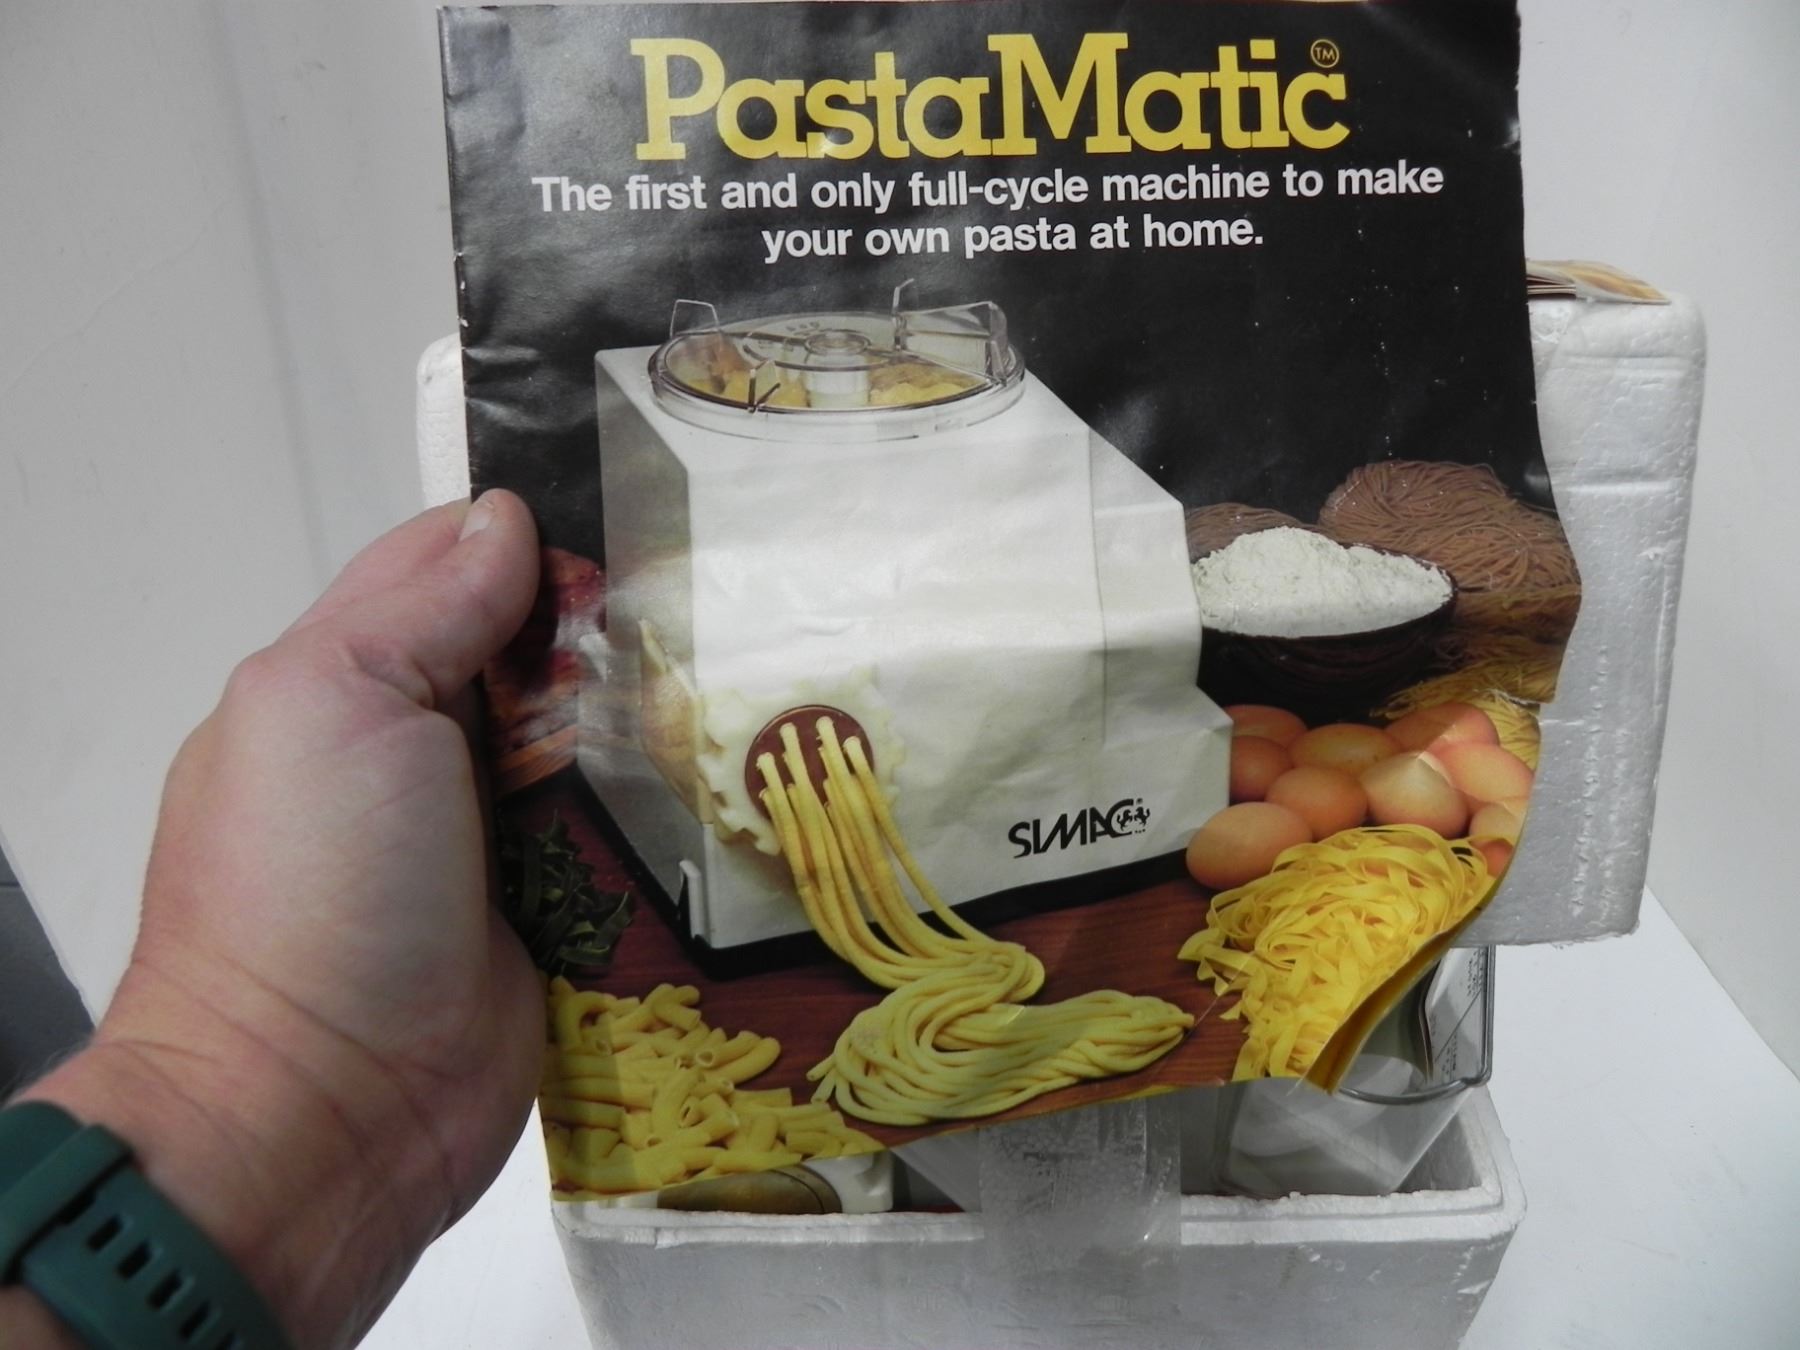 PastaMatic™
The first and only full-cycle machine to make
your own pasta at home.
SIMAC®